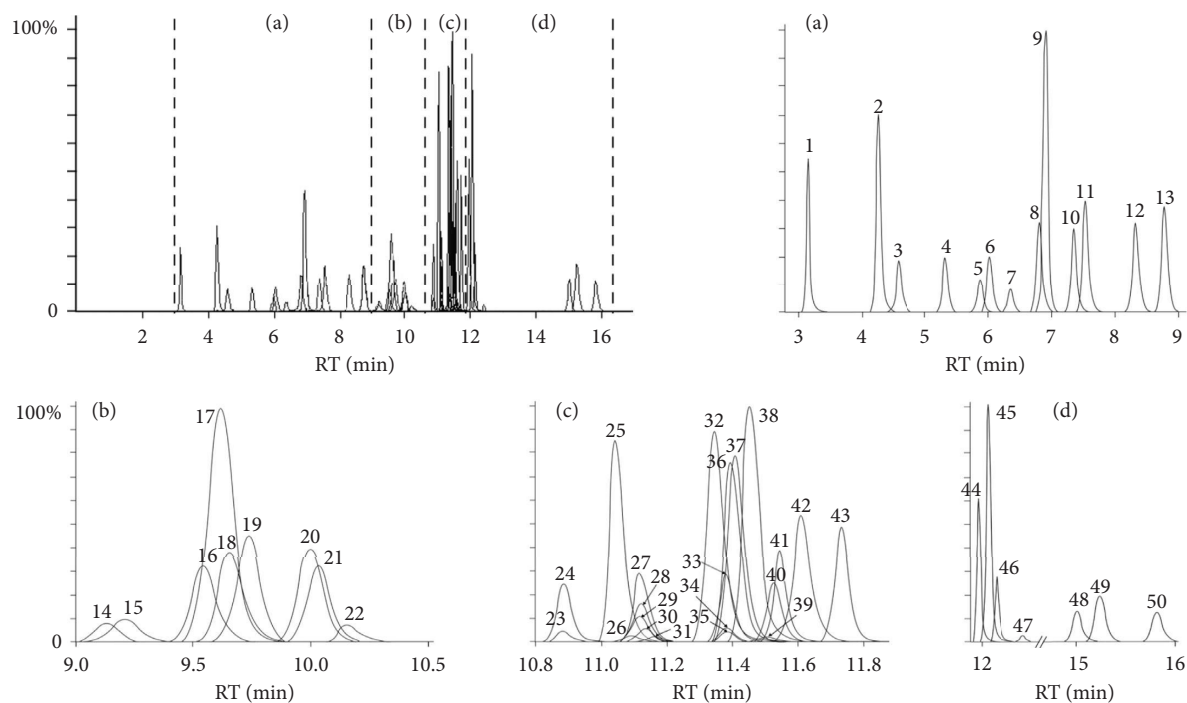 100%
0
(a)
(b)
(c)
(d)
2 4 6 8 10 12 14 16
RT (min)
(a)
1 2 3 4 5 6 7 8 9 10 11 12 13
3 4 5 6 7 8 9
RT (min)
100%
0
(b)
14 15 16 17 18 19 20 21 22
9.0 9.5 10.0 10.5
RT (min)
(c)
23 24 25 26 27 28 29 30 31 32 33 34 35 36 37 38 39 40 41 42 43
10.8 11.0 11.2 11.4 11.6 11.8
RT (min)
(d)
44 45 46 47 48 49 50
12 15 16
RT (min)